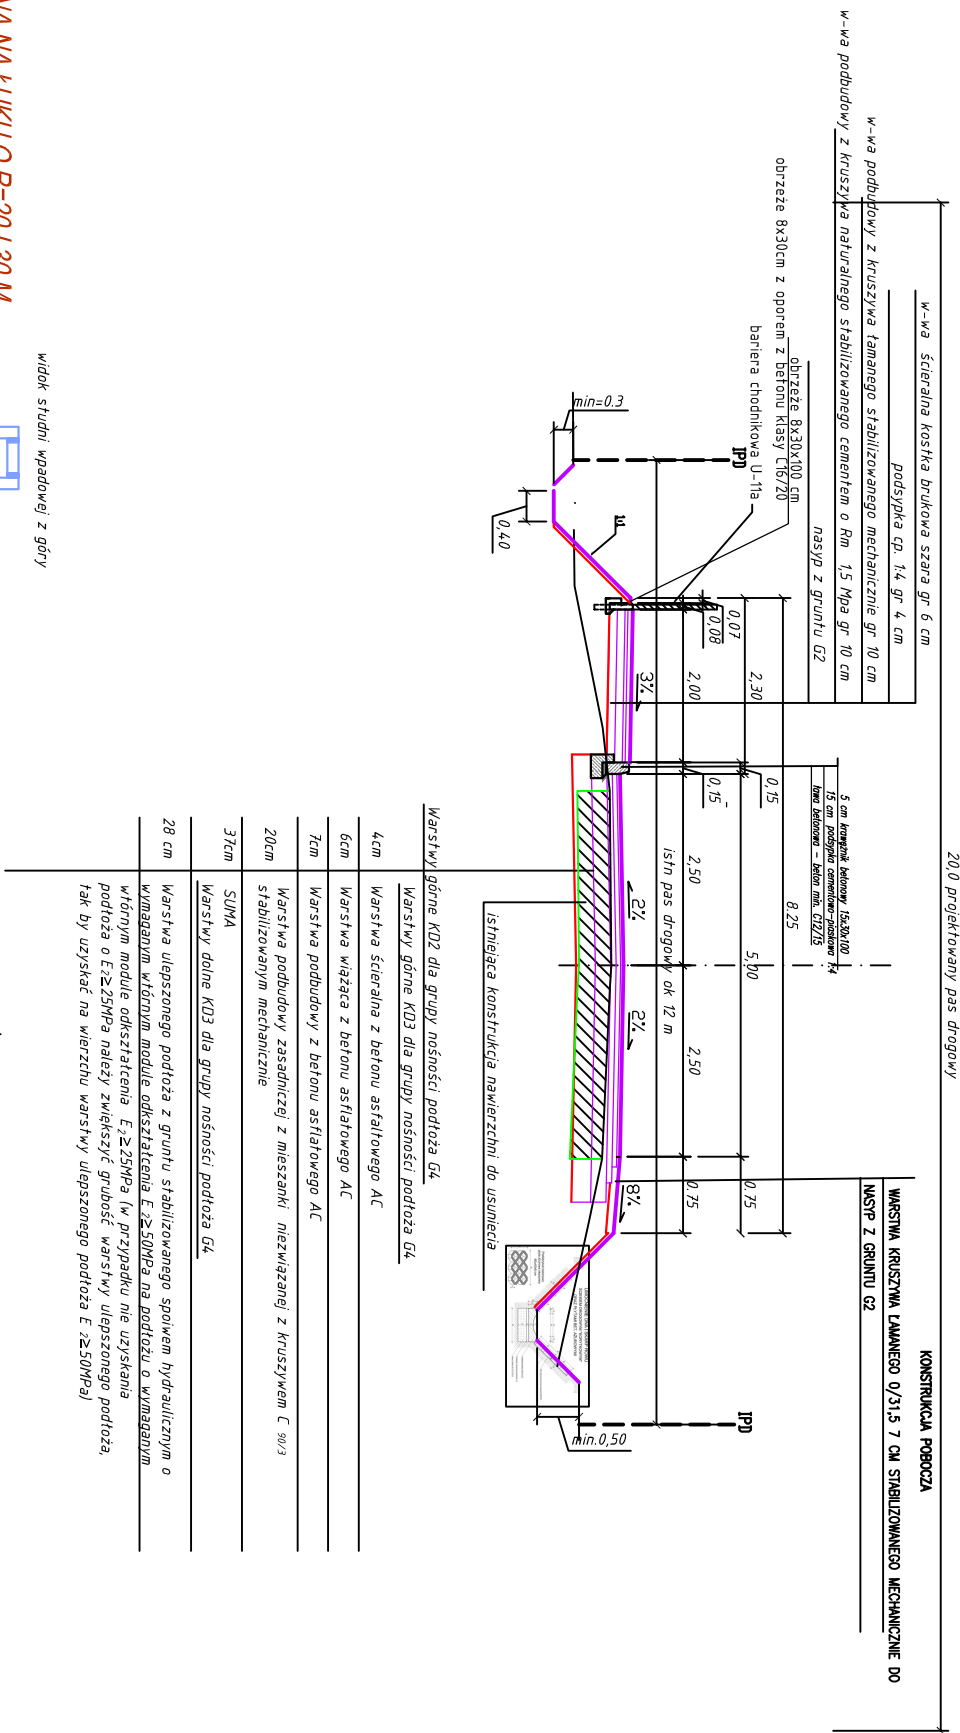 20,0 projektowany pas drogowy
w-wa ścieralna kostka brukowa szara gr 6 cm
podsypka cp. 1:4 gr 4 cm
w-wa podbudowy z kruszywa łamanego stabilizowanego mechanicznie gr 10 cm
w-wa podbudowy z kruszywa naturalnego stabilizowanego cementem o Rm 1,5 Mpa gr 10 cm
nasyp z gruntu G2
obrzeże 8x30x100 cm
obrzeże 8x30cm z oporem z betonu klasy C16/20
bariera chodnikowa U-11a
KONSTRUKCJA POBOCZA
WARSTWA KRUSZYWA ŁAMANEGO 0/31,5 7 CM STABILIZOWANEGO MECHANICZNIE DO
NASYP Z GRUNTU G2
5 cm krawężnik betonowy 15x30x100
15 cm podsypka cementowo-piaskowa 1:4
ława betonowa - beton min. C12/15
8.25
2,30
0,15
5,00
0.75
0,07
0,08
2,00
0,15
2,50
2,50
0.75
istn pas drogowy ok 12 m
IPD
IPD
3%
2%
2%
8%
1:1
min=0.3
0,40
min.0,50
istniejąca konstrukcja nawierzchni do usuniecia
Warstwy górne KD2 dla grupy nośności podłoża G4
Warstwy górne KD3 dla grupy nośności podłoża G4
4cm Warstwa ścieralna z betonu asfaltowego AC
6cm Warstwa wiążąca z betonu asflatowego AC
7cm Warstwa podbudowy z betonu asflatowego AC
20cm Warstwa podbudowy zasadniczej z mieszanki niezwiązanej z kruszywem C 90/3
stabilizowanym mechanicznie
37cm SUMA
Warstwy dolne KD3 dla grupy nośności podłoża G4
28 cm Warstwa ulepszonego podłoża z gruntu stabilizowanego spoiwem hydraulicznym o
wymaganym wtórnym module odkształcenia E2≥50MPa na podłożu o wymaganym
wtórnym module odkształcenia E2≥25MPa (w przypadku nie uzyskania
podłoża o E2≥25MPa należy zwiększyć grubość warstwy ulepszonego podłoża,
tak by uzyskać na wierzchu warstwy ulepszonego podłoża E2≥50MPa)
widok studni wpadowej z góry
NA NA ŁUKU O R=20 I 30 M